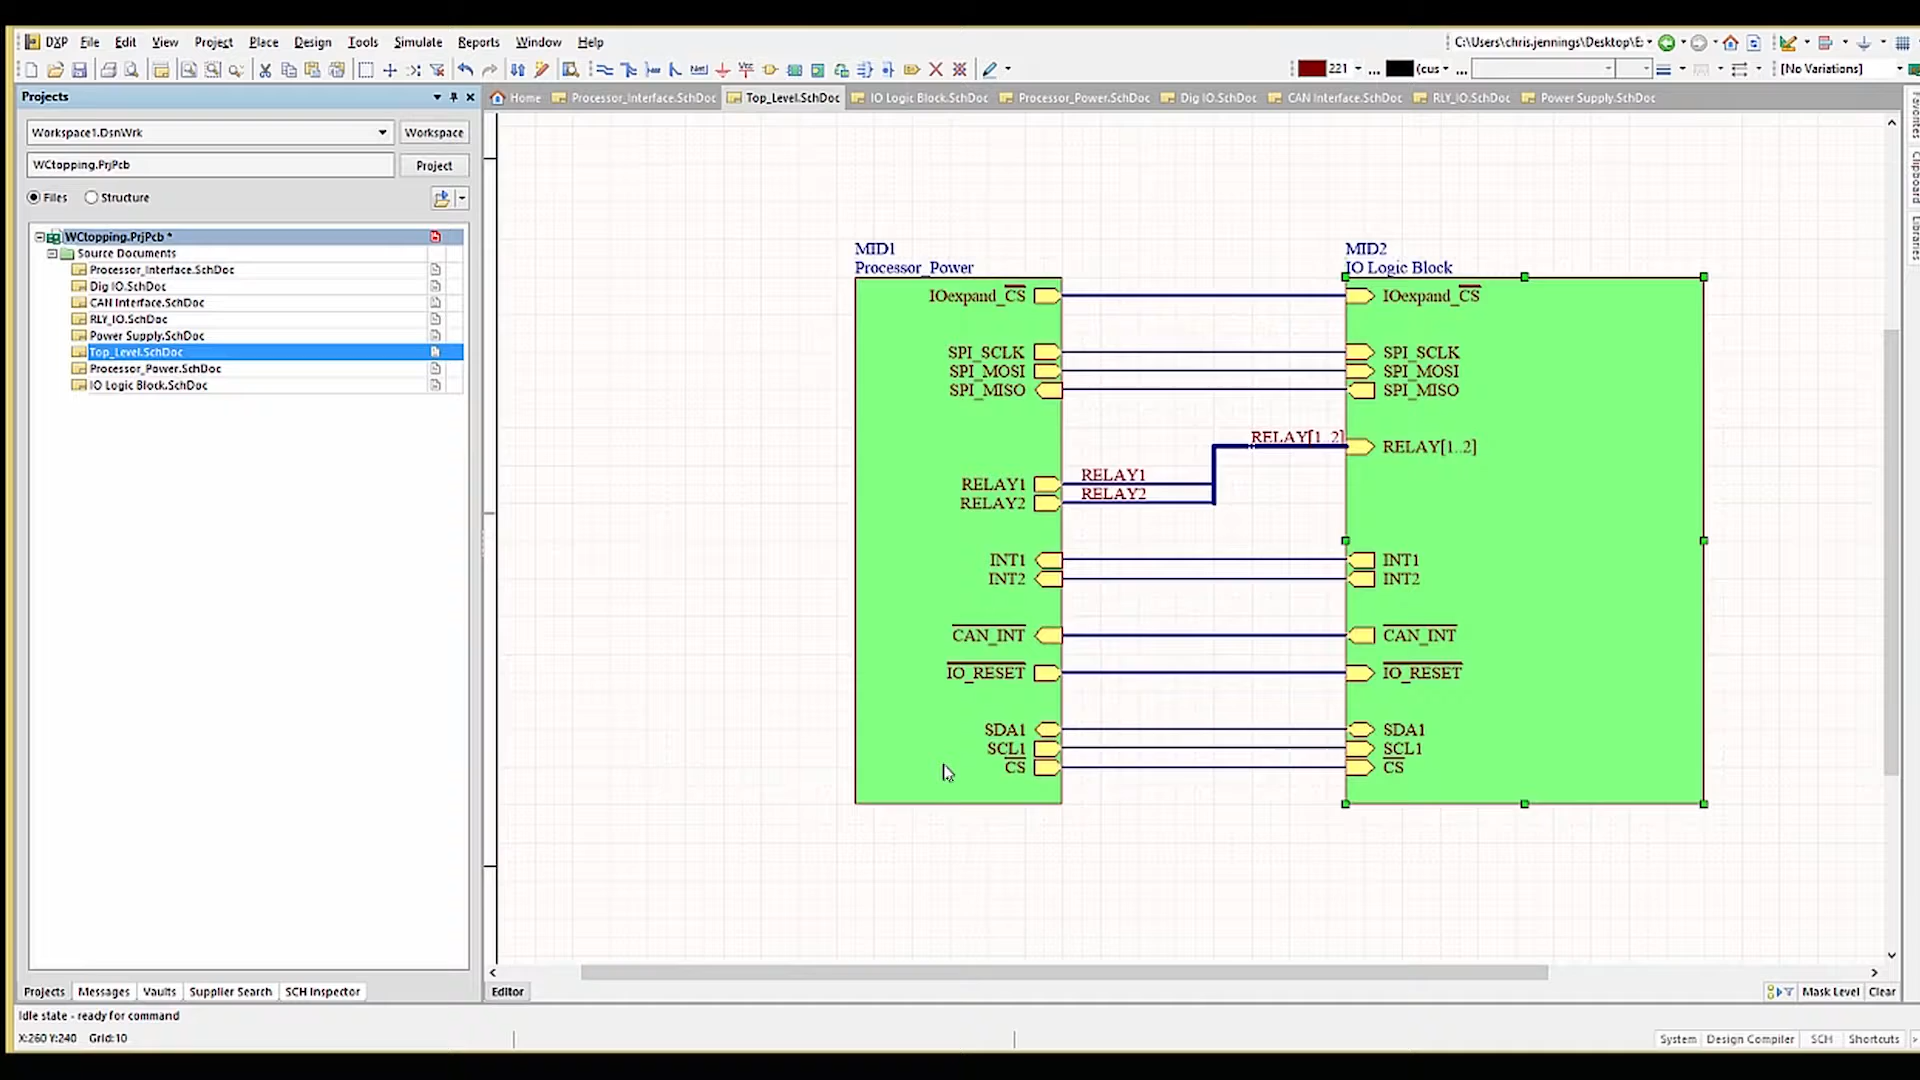 DXP File Edit View Project Place Design Tools Simulate Reports Window Help
C:\Users\chris.jennings\Desktop\E:
221 ... (cus ... [No Variations]
Projects
Home Processor_Interface.SchDoc Top_Level.SchDoc IO Logic Block.SchDoc Processor_Power.SchDoc Dig IO.SchDoc CAN Interface.SchDoc RLY_IO.SchDoc Power Supply.SchDoc
Workspace1.DsnWrk Workspace
WCtopping.PrjPcb Project
Files Structure
WCtopping.PrjPcb *
Source Documents
Processor_Interface.SchDoc
Dig IO.SchDoc
CAN Interface.SchDoc
RLY_IO.SchDoc
Power Supply.SchDoc
Top_Level.SchDoc
Processor_Power.SchDoc
IO Logic Block.SchDoc
MID1
Processor_Power
IOexpand_CS
SPI_SCLK
SPI_MOSI
SPI_MISO
RELAY1
RELAY2
INT1
INT2
CAN_INT
IO_RESET
SDA1
SCL1
CS
RELAY1
RELAY2
RELAY[1..2]
MID2
IO Logic Block
IOexpand_CS
SPI_SCLK
SPI_MOSI
SPI_MISO
RELAY[1..2]
INT1
INT2
CAN_INT
IO_RESET
SDA1
SCL1
CS
Favorites
Clipboard
Libraries
Projects Messages Vaults Supplier Search SCH Inspector
Editor
Mask Level Clear
Idle state - ready for command
X:260 Y:240 Grid:10
System Design Compiler SCH Shortcuts